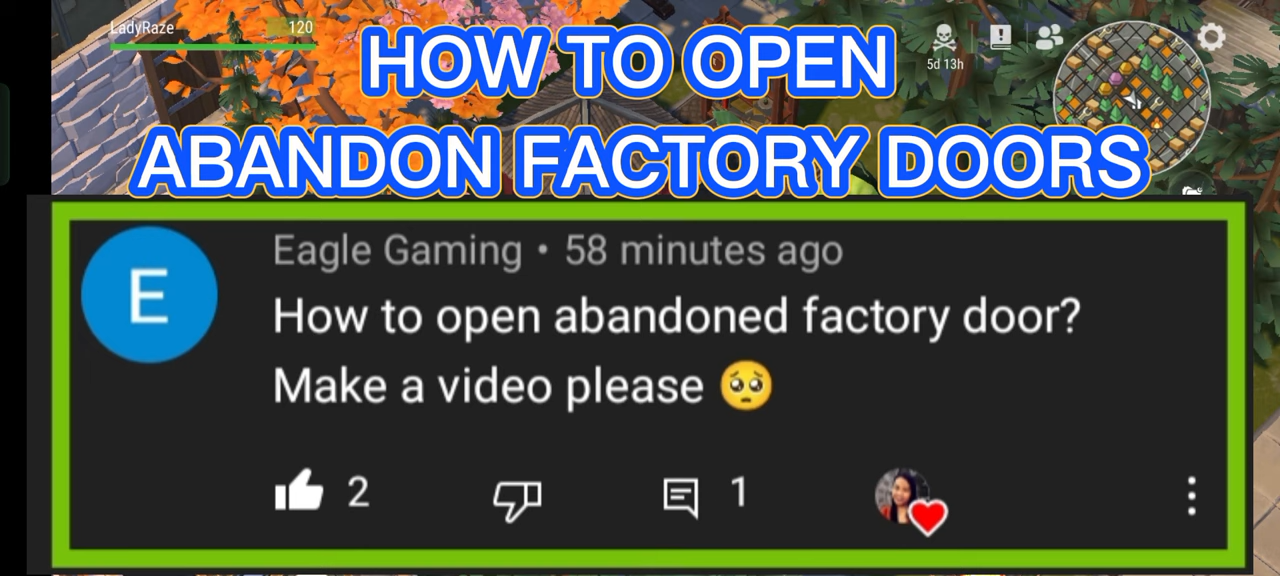 LadyRaze 120
5d 13h
HOW TO OPEN
ABANDON FACTORY DOORS
E
Eagle Gaming • 58 minutes ago
How to open abandoned factory door?
Make a video please 🥺
2 1